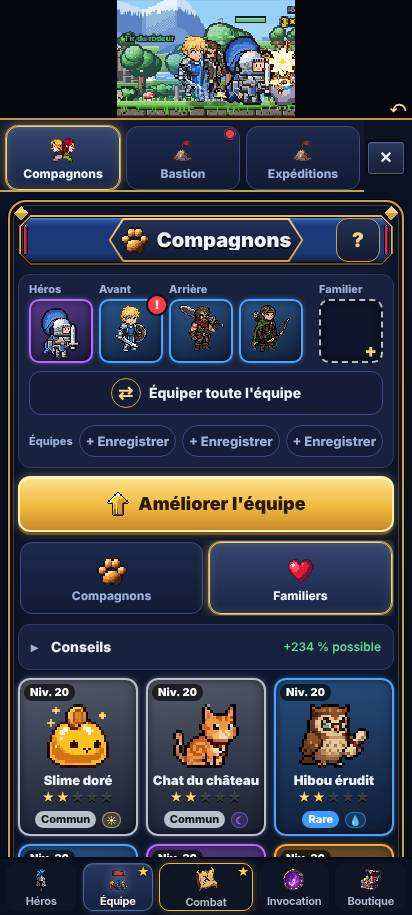 Compagnons
Bastion
Expéditions
Compagnons
?
Héros
Avant
Arrière
Familier
!
+
Équiper toute l'équipe
Équipes
+ Enregistrer
+ Enregistrer
+ Enregistrer
Améliorer l'équipe
Compagnons
Familiers
Conseils
+234 % possible
Niv. 20
Niv. 20
Niv. 20
Slime doré
Chat du château
Hibou érudit
Commun
Commun
Rare
Héros
Équipe
Combat
Invocation
Boutique